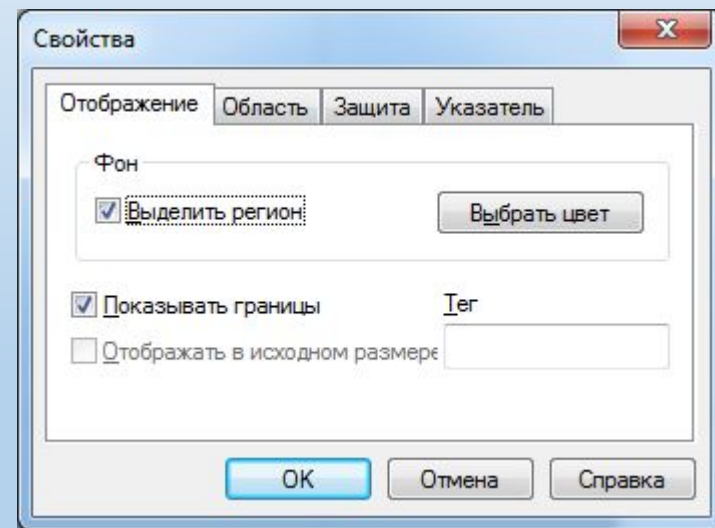 Свойства
Отображение Область Защита Указатель
Фон
Выделить регион Выбрать цвет
Показывать границы Тег
Отображать в исходном размере
OK Отмена Справка